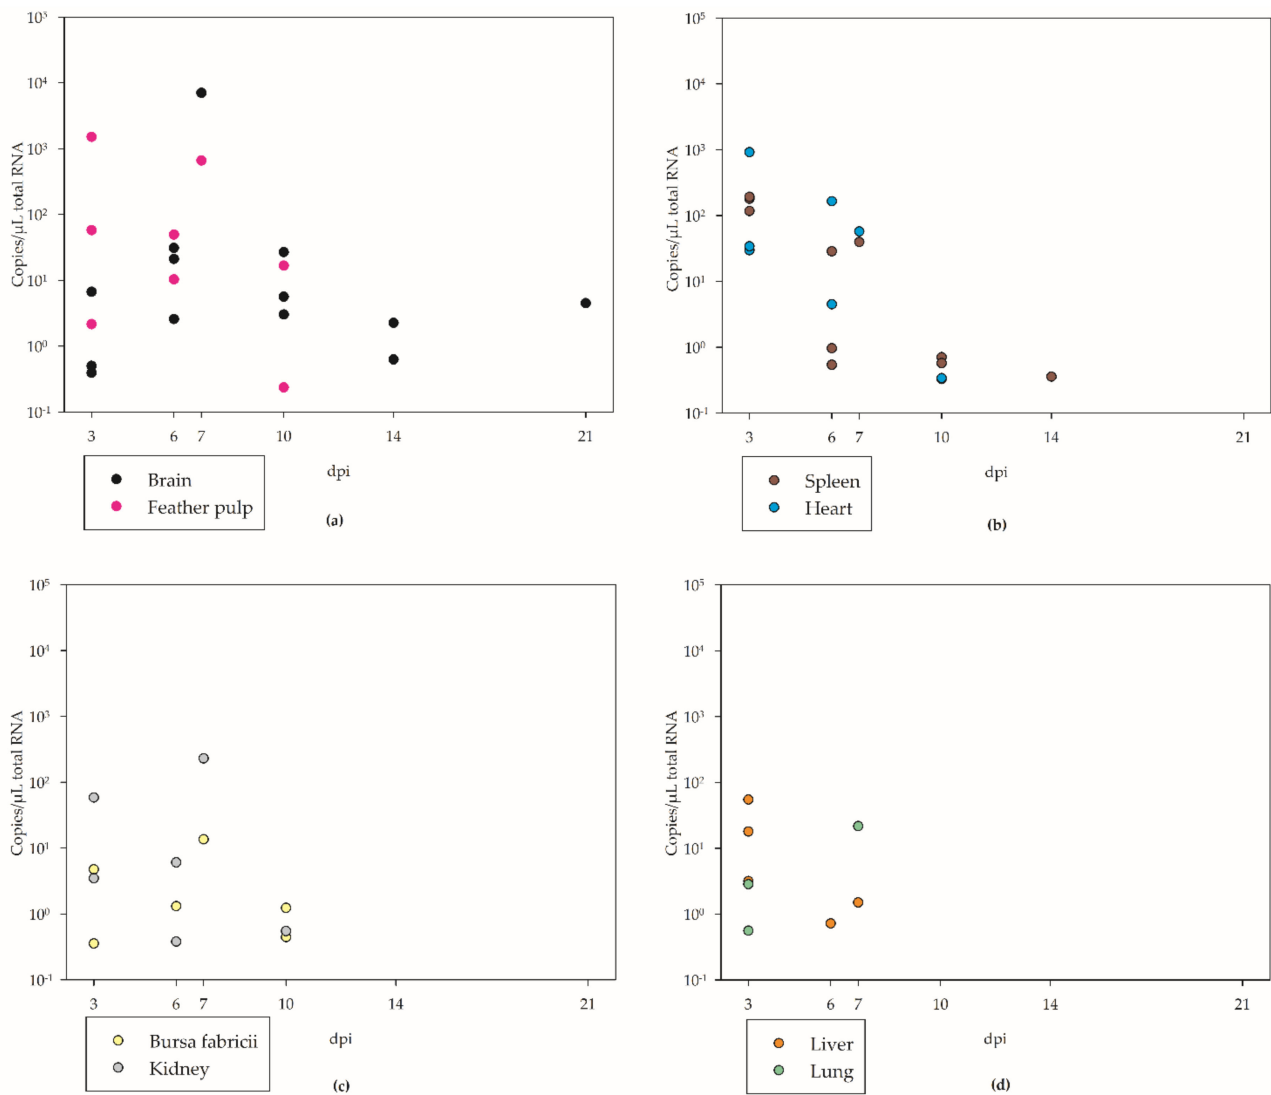 10⁵
10⁴
10³
10²
10¹
10⁰
10⁻¹
Copies/µL total RNA
3 6 7 10 14 21
dpi
Brain
Feather pulp
(a)
10⁵
10⁴
10³
10²
10¹
10⁰
10⁻¹
Copies/µL total RNA
3 6 7 10 14 21
dpi
Spleen
Heart
(b)
10⁵
10⁴
10³
10²
10¹
10⁰
10⁻¹
Copies/µL total RNA
3 6 7 10 14 21
dpi
Bursa fabricii
Kidney
(c)
10⁵
10⁴
10³
10²
10¹
10⁰
10⁻¹
Copies/µL total RNA
3 6 7 10 14 21
dpi
Liver
Lung
(d)